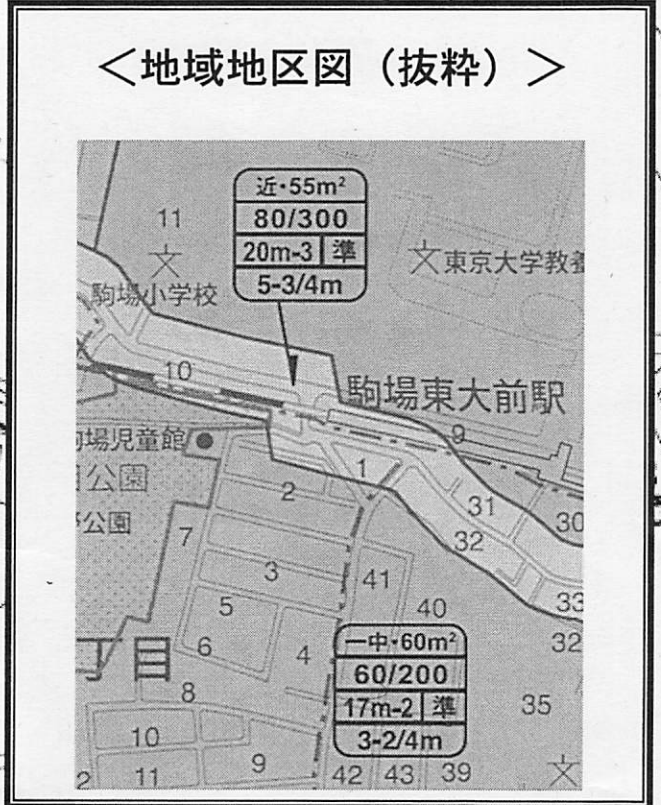 ＜地域地区図（抜粋）＞
近・55m²
80/300
20m-3 準
5-3/4m
11
文
文東京大学教養
駒場小学校
10
駒場東大前駅
9
場児童館
1
公園
2
31
30
公園
7
32
3
41
5
40
33
6
4
一中・60m²
32
60/200
丁目
17m-2 準
35
8
3-2/4m
10
9
2
11
42
43
39
文